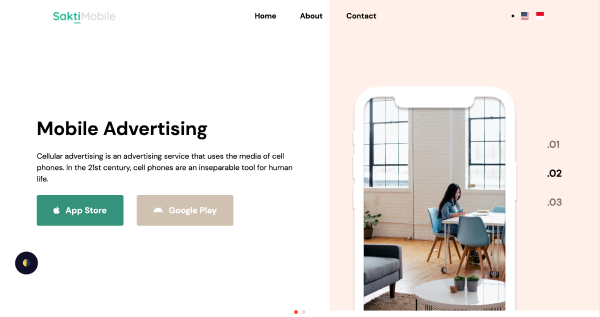 SaktiMobile
Home
About
Contact
Mobile Advertising
Cellular advertising is an advertising service that uses the media of cell
phones. In the 21st century, cell phones are an inseparable tool for human
life.
App Store
Google Play
.01
.02
.03